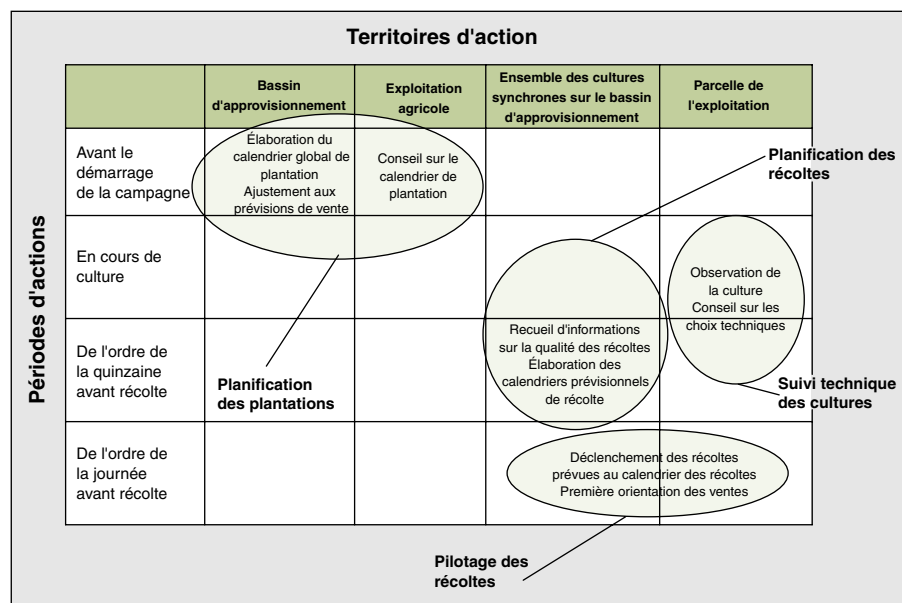 Territoires d'action
Bassin
d'approvisionnement
Exploitation
agricole
Ensemble des cultures
synchrones sur le bassin
d'approvisionnement
Parcelle de
l'exploitation
Périodes d'actions
Avant le
démarrage
de la campagne
Élaboration du
calendrier global de
plantation
Ajustement aux
prévisions de vente
Conseil sur le
calendrier de
plantation
Planification des
récoltes
En cours de
culture
Observation de
la culture
Conseil sur les
choix techniques
De l'ordre de
la quinzaine
avant récolte
Planification
des plantations
Recueil d'informations
sur la qualité des récoltes
Élaboration des
calendriers prévisionnels
de récolte
Suivi technique
des cultures
De l'ordre de
la journée
avant récolte
Déclenchement des récoltes
prévues au calendrier des récoltes
Première orientation des ventes
Pilotage des
récoltes